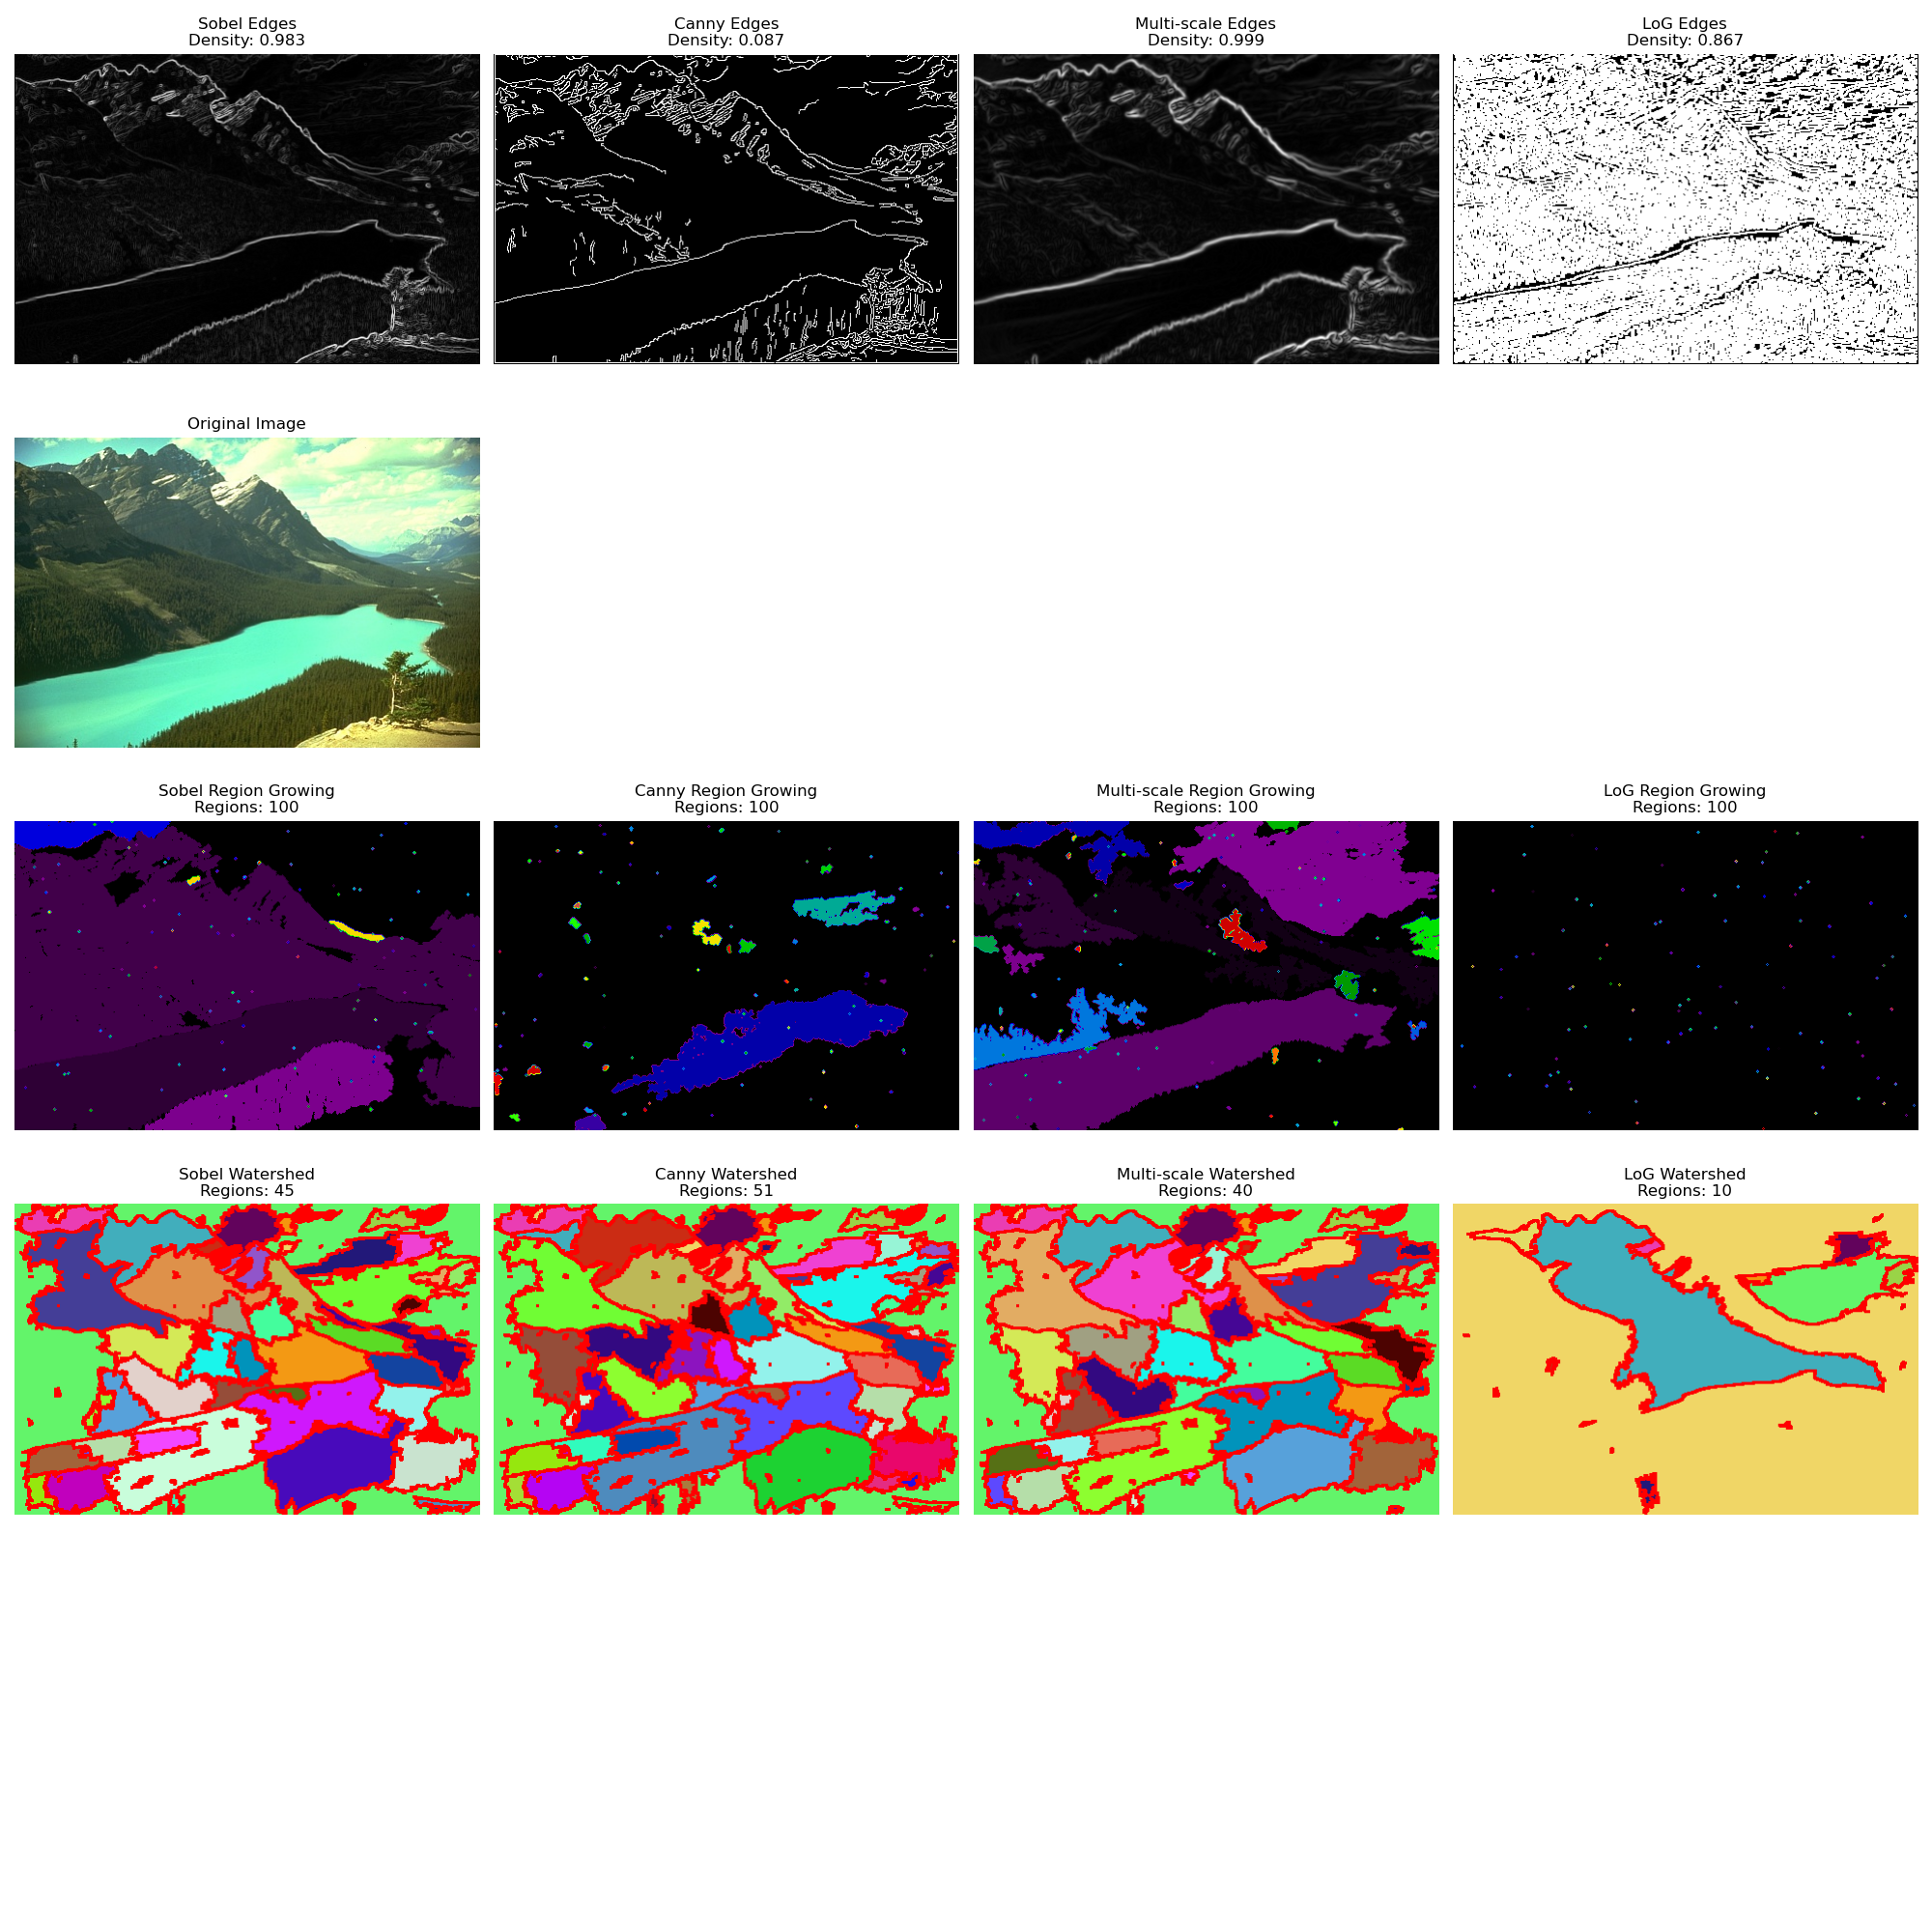 Sobel Edges
Density: 0.983
Canny Edges
Density: 0.087
Multi-scale Edges
Density: 0.999
LoG Edges
Density: 0.867
Original Image
Sobel Region Growing
Regions: 100
Canny Region Growing
Regions: 100
Multi-scale Region Growing
Regions: 100
LoG Region Growing
Regions: 100
Sobel Watershed
Regions: 45
Canny Watershed
Regions: 51
Multi-scale Watershed
Regions: 40
LoG Watershed
Regions: 10